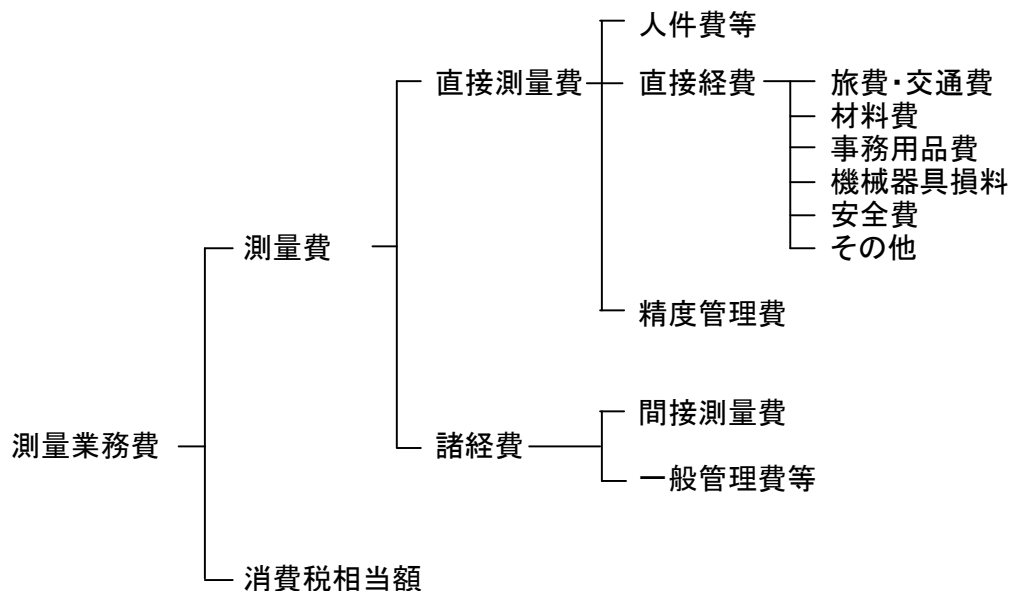 人件費等
直接測量費
直接経費
旅費・交通費
材料費
事務用品費
機械器具損料
安全費
その他
測量費
精度管理費
間接測量費
測量業務費
諸経費
一般管理費等
消費税相当額